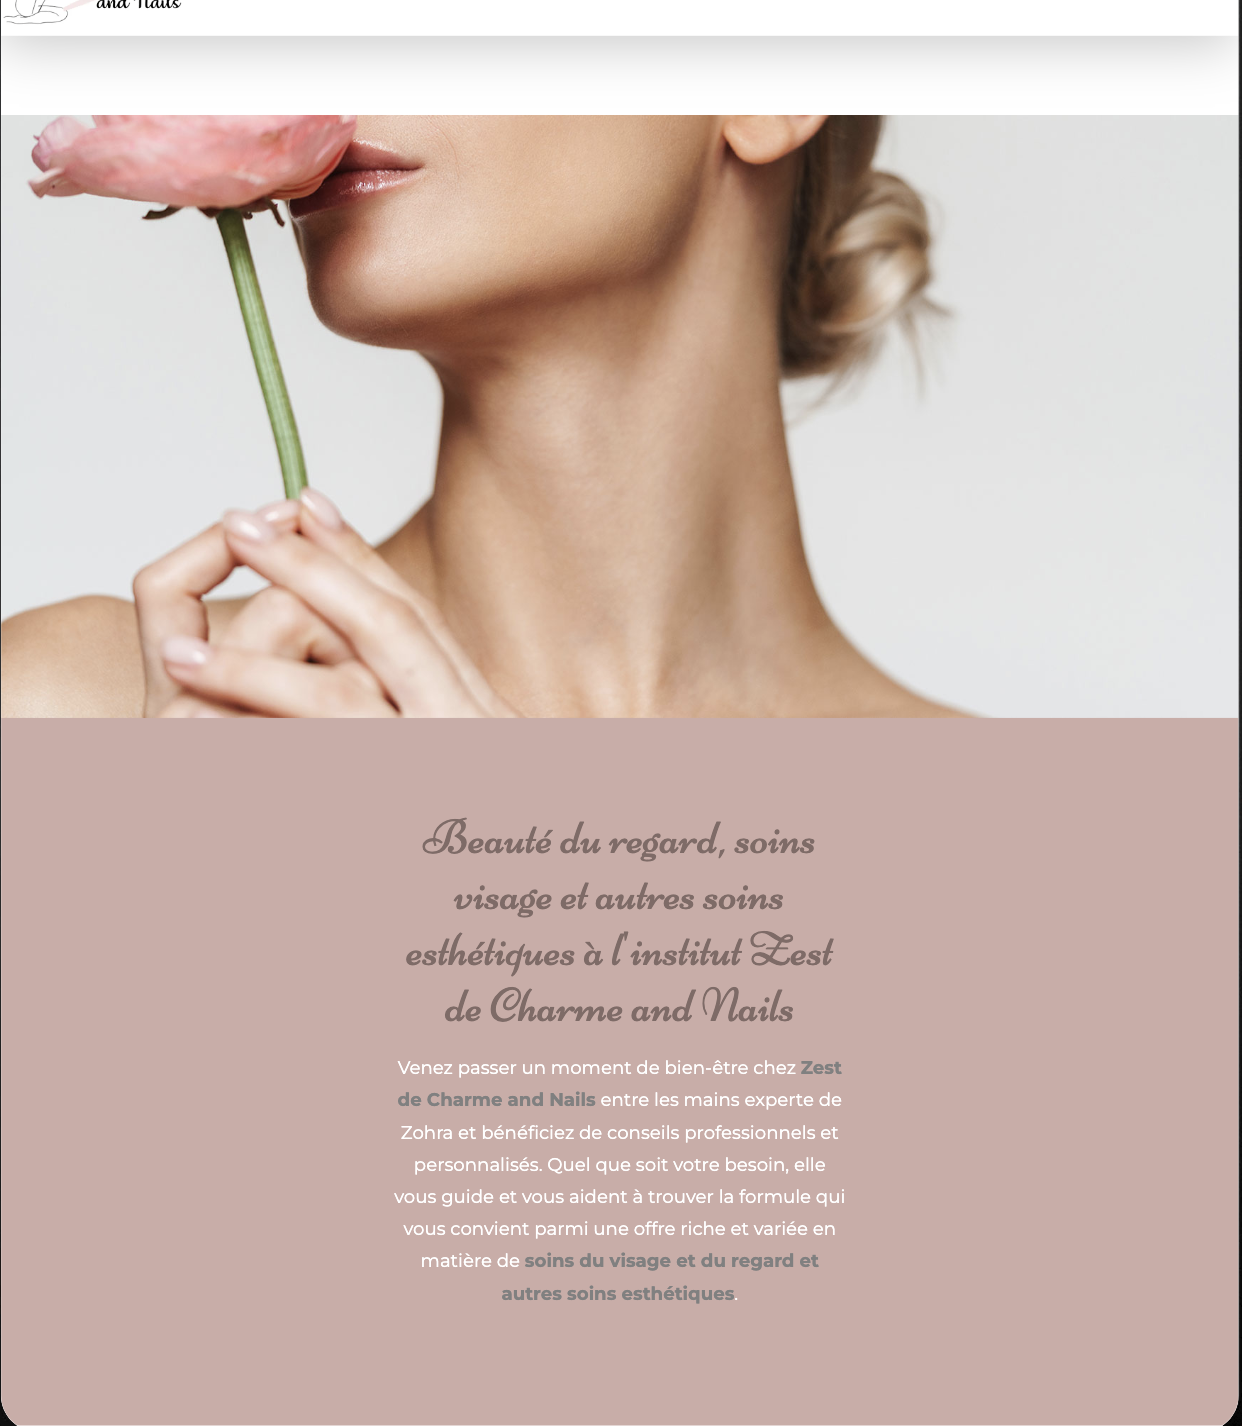 and Nails
Beauté du regard, soins
visage et autres soins
esthétiques à l'institut Zest
de Charme and Nails
Venez passer un moment de bien-être chez Zest
de Charme and Nails entre les mains experte de
Zohra et bénéficiez de conseils professionnels et
personnalisés. Quel que soit votre besoin, elle
vous guide et vous aident à trouver la formule qui
vous convient parmi une offre riche et variée en
matière de soins du visage et du regard et
autres soins esthétiques.